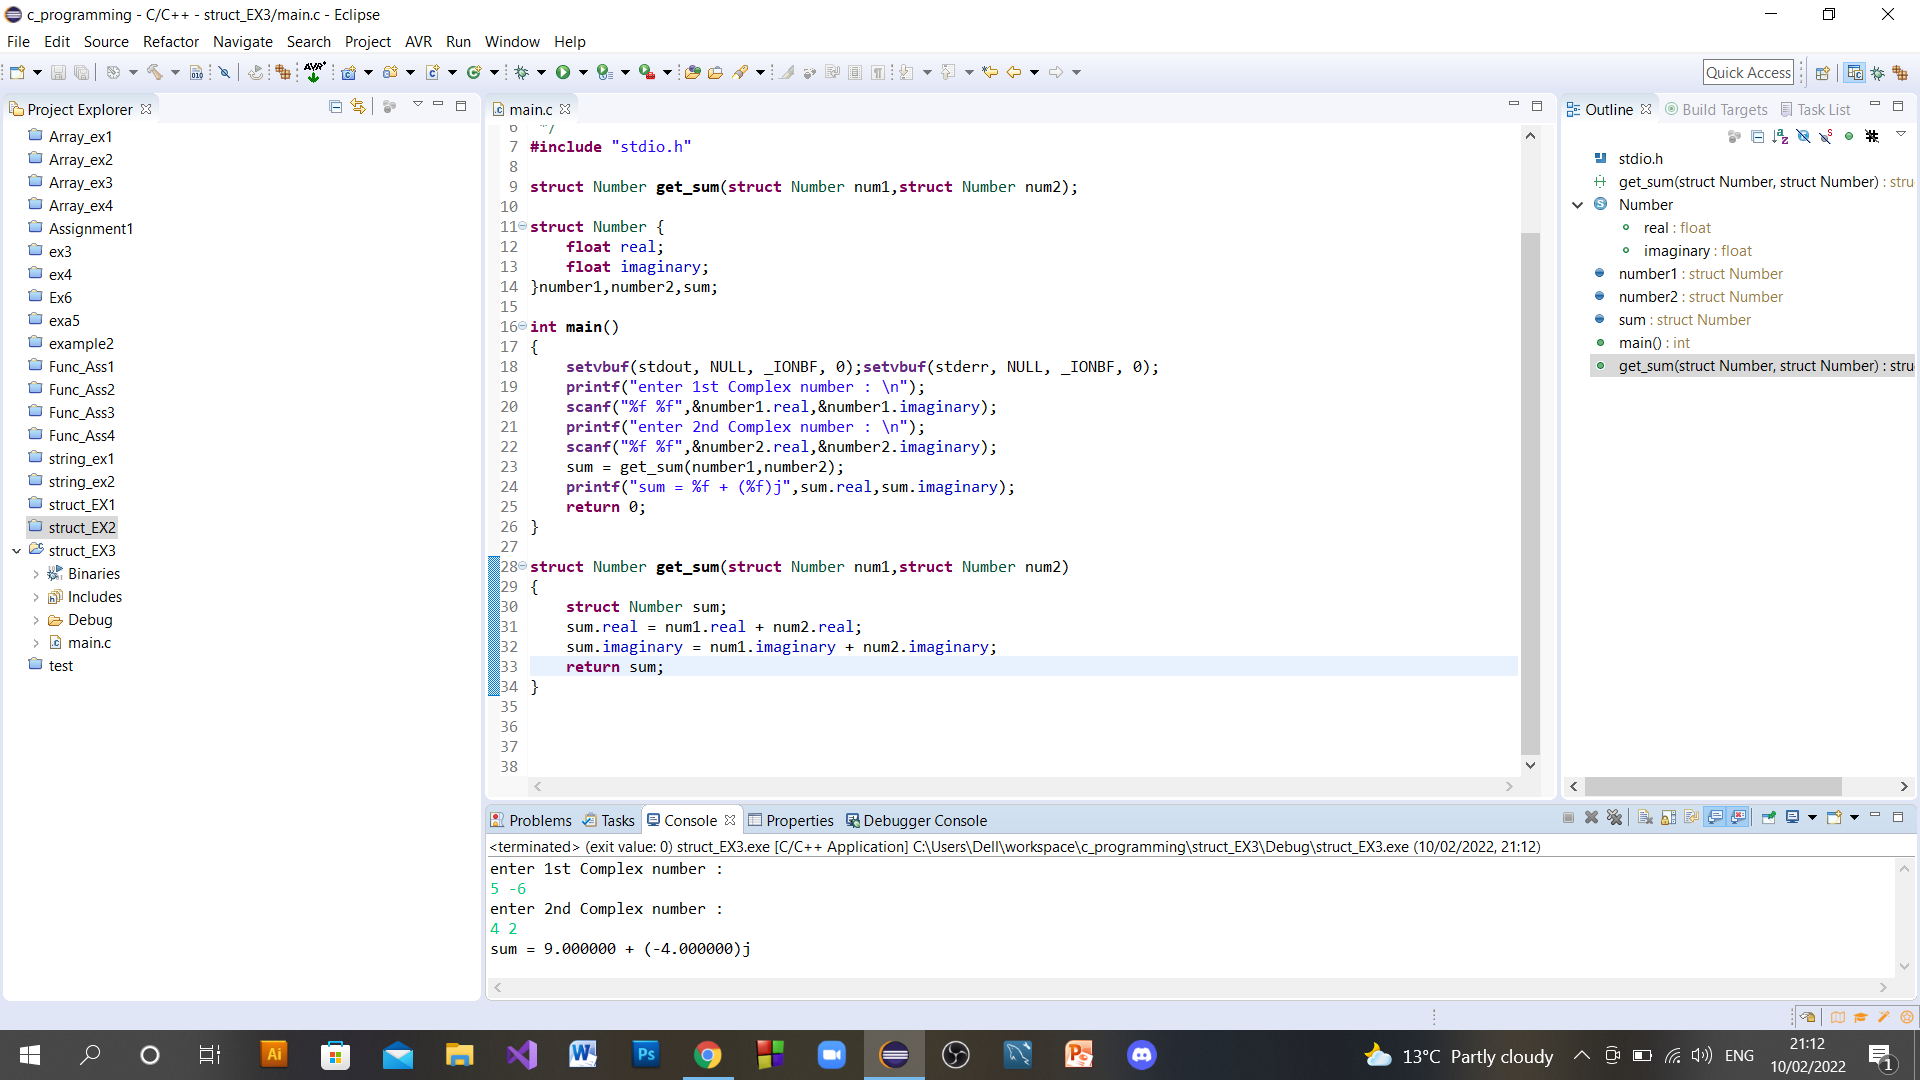 c_programming - C/C++ - struct_EX3/main.c - Eclipse
File Edit Source Refactor Navigate Search Project AVR Run Window Help
Quick Access
Project Explorer
Array_ex1
Array_ex2
Array_ex3
Array_ex4
Assignment1
ex3
ex4
Ex6
exa5
example2
Func_Ass1
Func_Ass2
Func_Ass3
Func_Ass4
string_ex1
string_ex2
struct_EX1
struct_EX2
struct_EX3
Binaries
Includes
Debug
main.c
test
main.c
6 */
7 #include "stdio.h"
8
9 struct Number get_sum(struct Number num1,struct Number num2);
10
11 struct Number {
12 float real;
13 float imaginary;
14 }number1,number2,sum;
15
16 int main()
17 {
18 setvbuf(stdout, NULL, _IONBF, 0);setvbuf(stderr, NULL, _IONBF, 0);
19 printf("enter 1st Complex number : \n");
20 scanf("%f %f",&number1.real,&number1.imaginary);
21 printf("enter 2nd Complex number : \n");
22 scanf("%f %f",&number2.real,&number2.imaginary);
23 sum = get_sum(number1,number2);
24 printf("sum = %f + (%f)j",sum.real,sum.imaginary);
25 return 0;
26 }
27
28 struct Number get_sum(struct Number num1,struct Number num2)
29 {
30 struct Number sum;
31 sum.real = num1.real + num2.real;
32 sum.imaginary = num1.imaginary + num2.imaginary;
33 return sum;
34 }
35
36
37
38
Outline Build Targets Task List
stdio.h
get_sum(struct Number, struct Number) : stru
Number
real : float
imaginary : float
number1 : struct Number
number2 : struct Number
sum : struct Number
main() : int
get_sum(struct Number, struct Number) : stru
Problems Tasks Console Properties Debugger Console
<terminated> (exit value: 0) struct_EX3.exe [C/C++ Application] C:\Users\Dell\workspace\c_programming\struct_EX3\Debug\struct_EX3.exe (10/02/2022, 21:12)
enter 1st Complex number :
5 -6
enter 2nd Complex number :
4 2
sum = 9.000000 + (-4.000000)j
13°C Partly cloudy
ENG
21:12
10/02/2022
1